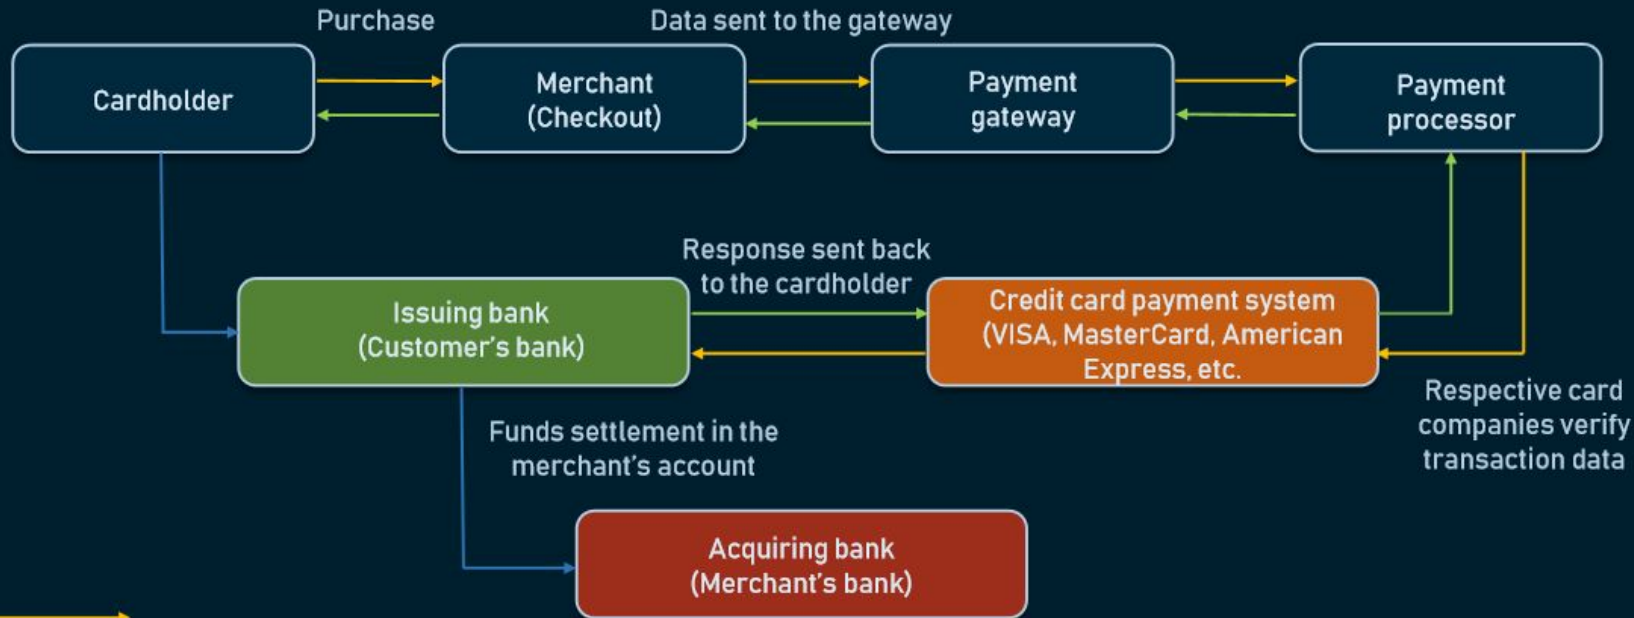 Purchase
Data sent to the gateway
Cardholder
Merchant
(Checkout)
Payment
gateway
Payment
processor
Response sent back
to the cardholder
Issuing bank
(Customer's bank)
Credit card payment system
(VISA, MasterCard, American
Express, etc.
Respective card
companies verify
transaction data
Funds settlement in the
merchant's account
Acquiring bank
(Merchant's bank)